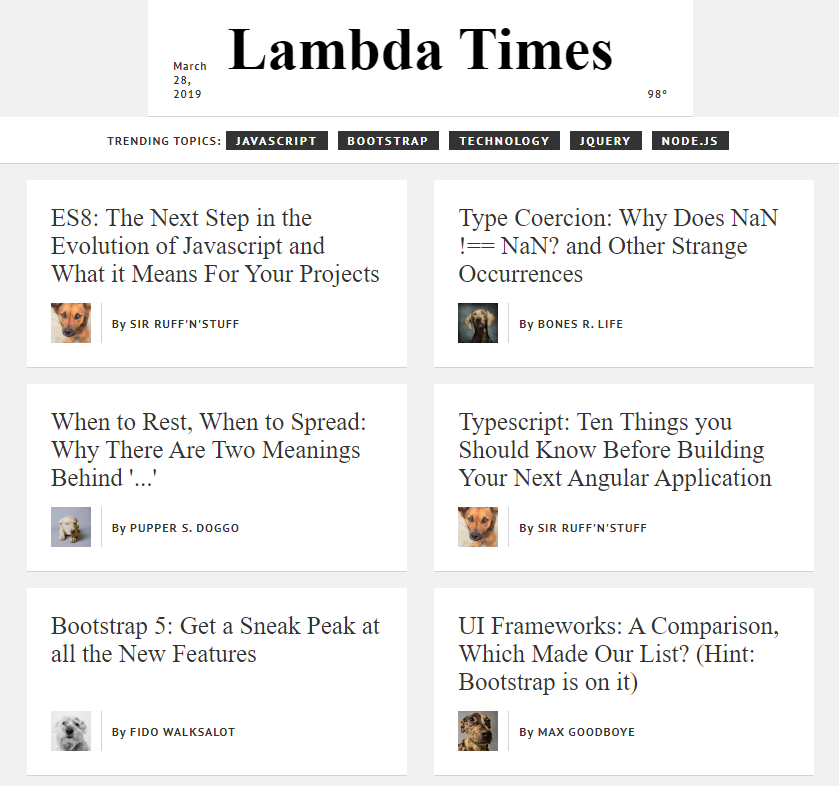 Lambda Times
March
28,
2019
98°
TRENDING TOPICS: JAVASCRIPT BOOTSTRAP TECHNOLOGY JQUERY NODE.JS
ES8: The Next Step in the
Evolution of Javascript and
What it Means For Your Projects
By SIR RUFF'N'STUFF
Type Coercion: Why Does NaN
!== NaN? and Other Strange
Occurrences
By BONES R. LIFE
When to Rest, When to Spread:
Why There Are Two Meanings
Behind '...'
By PUPPER S. DOGGO
Typescript: Ten Things you
Should Know Before Building
Your Next Angular Application
By SIR RUFF'N'STUFF
Bootstrap 5: Get a Sneak Peak at
all the New Features
By FIDO WALKSALOT
UI Frameworks: A Comparison,
Which Made Our List? (Hint:
Bootstrap is on it)
By MAX GOODBOYE